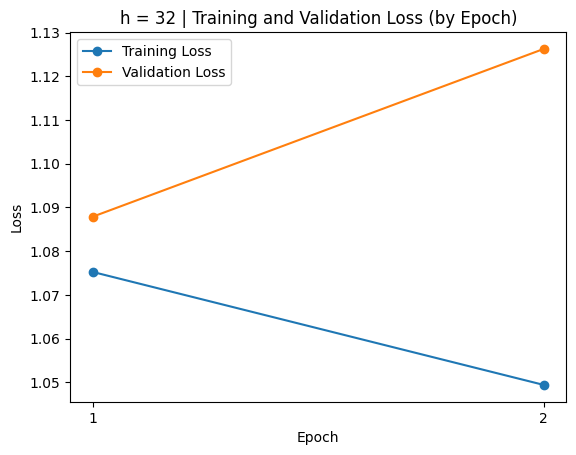 h = 32 | Training and Validation Loss (by Epoch)
Training Loss
Validation Loss
1.13
1.12
1.11
1.10
1.09
1.08
1.07
1.06
1.05
Loss
1
2
Epoch